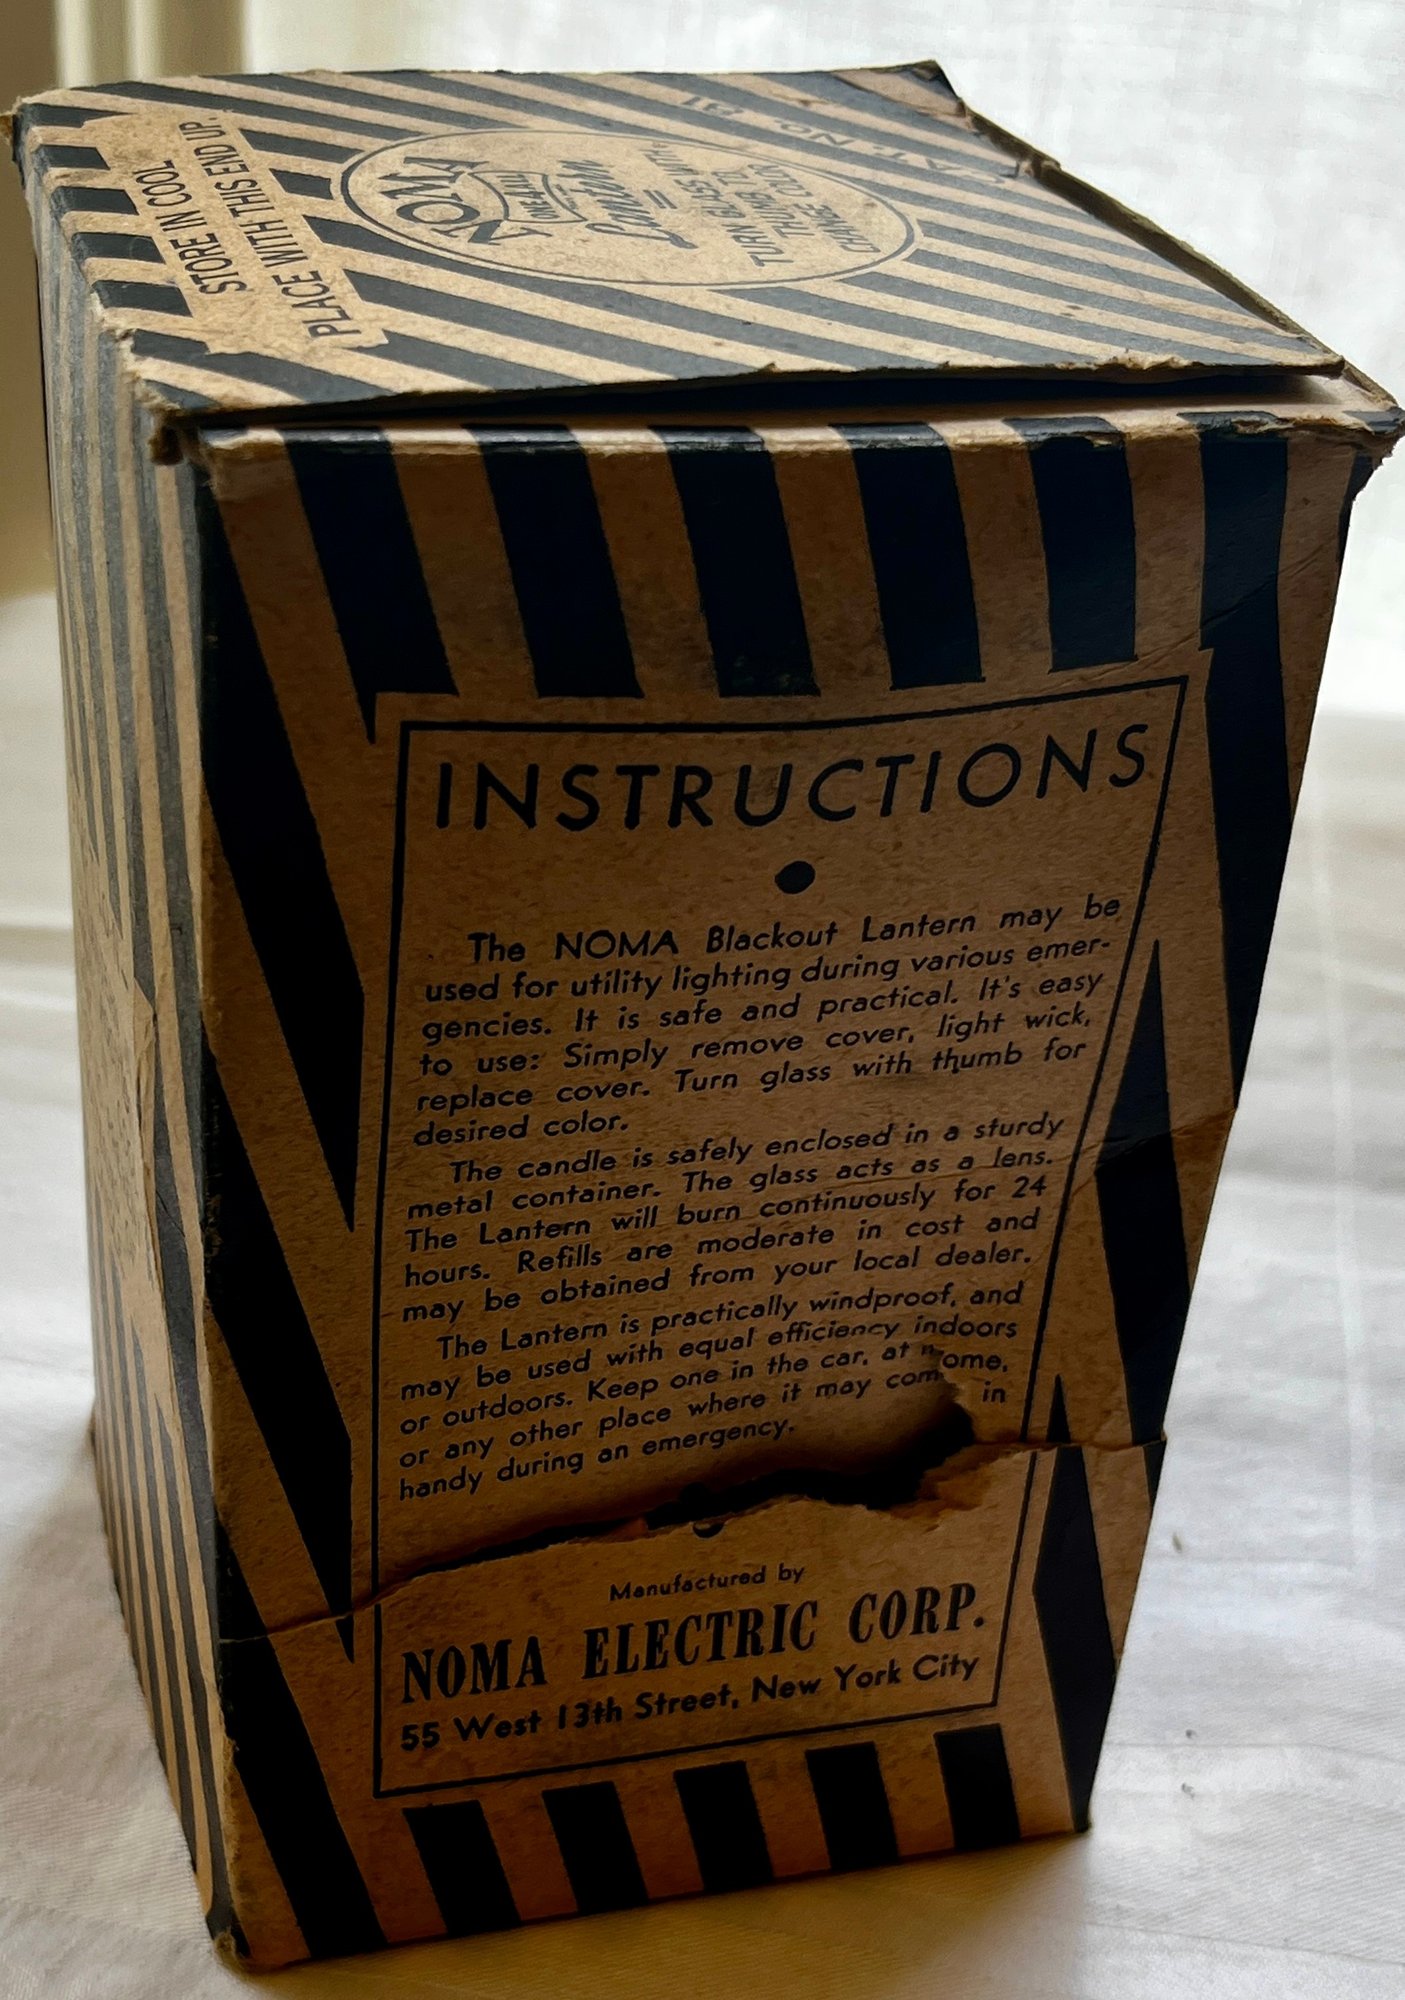 STORE IN COOL
PLACE WITH THIS END UP.
NOMA
Lantern
TURN GLASS WITH
THUMB TO
CHANGE COLOR
CAT. NO.
INSTRUCTIONS
The NOMA Blackout Lantern may be
used for utility lighting during various emer-
gencies. It is safe and practical. It's easy
to use: Simply remove cover, light wick,
replace cover. Turn glass with thumb for
desired color.
The candle is safely enclosed in a sturdy
metal container. The glass acts as a lens.
The Lantern will burn continuously for 24
hours. Refills are moderate in cost and
may be obtained from your local dealer.
The Lantern is practically windproof, and
may be used with equal efficiency indoors
or outdoors. Keep one in the car, at home,
or any other place where it may come in
handy during an emergency.
Manufactured by
NOMA ELECTRIC CORP.
55 West 13th Street, New York City